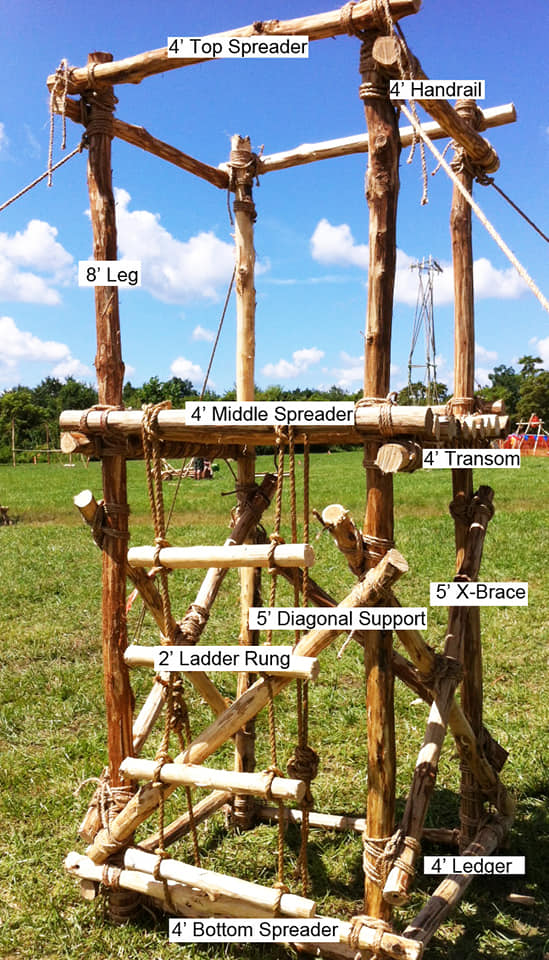 4’ Top Spreader
4’ Handrail
8’ Leg
4’ Middle Spreader
4’ Transom
5’ X-Brace
5’ Diagonal Support
2’ Ladder Rung
4’ Ledger
4’ Bottom Spreader